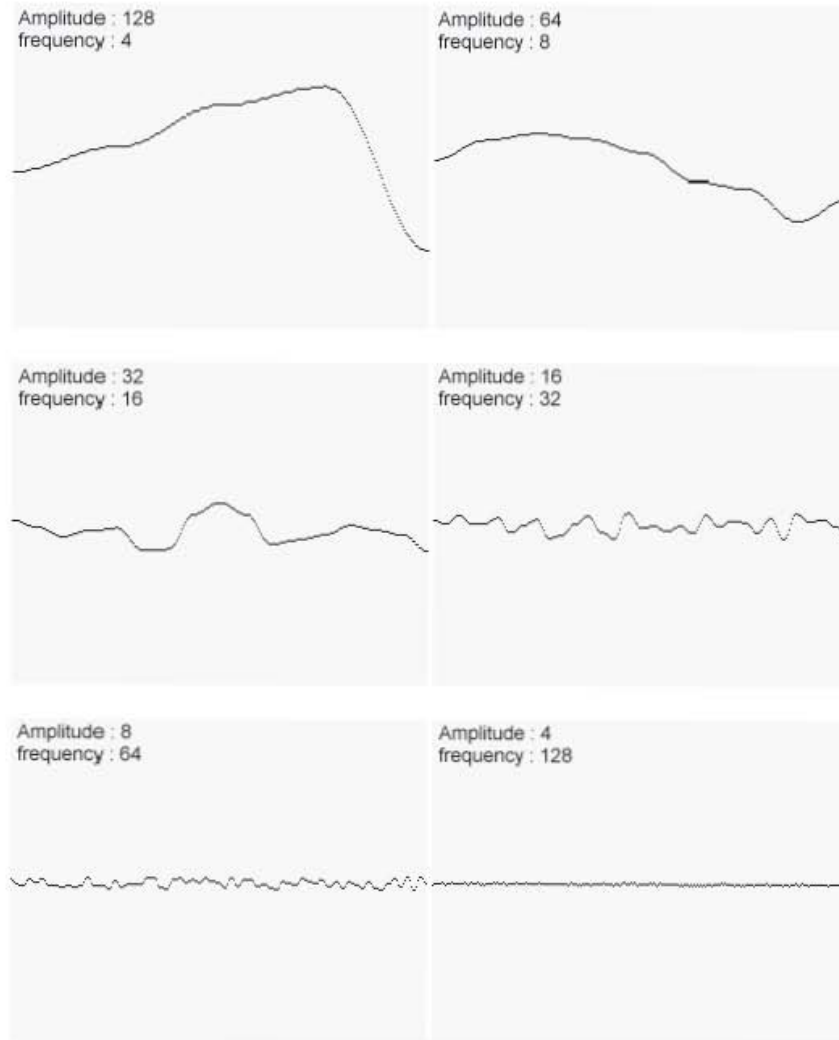 Amplitude : 128
frequency : 4
Amplitude : 64
frequency : 8
Amplitude : 32
frequency : 16
Amplitude : 16
frequency : 32
Amplitude : 8
frequency : 64
Amplitude : 4
frequency : 128